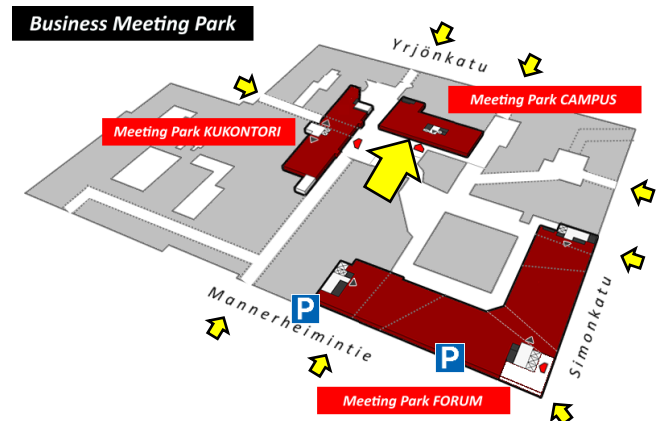 Business Meeting Park
Yrjönkatu
Meeting Park CAMPUS
Meeting Park KUKONTORI
Mannerheimintie
Simonkatu
P
P
Meeting Park FORUM